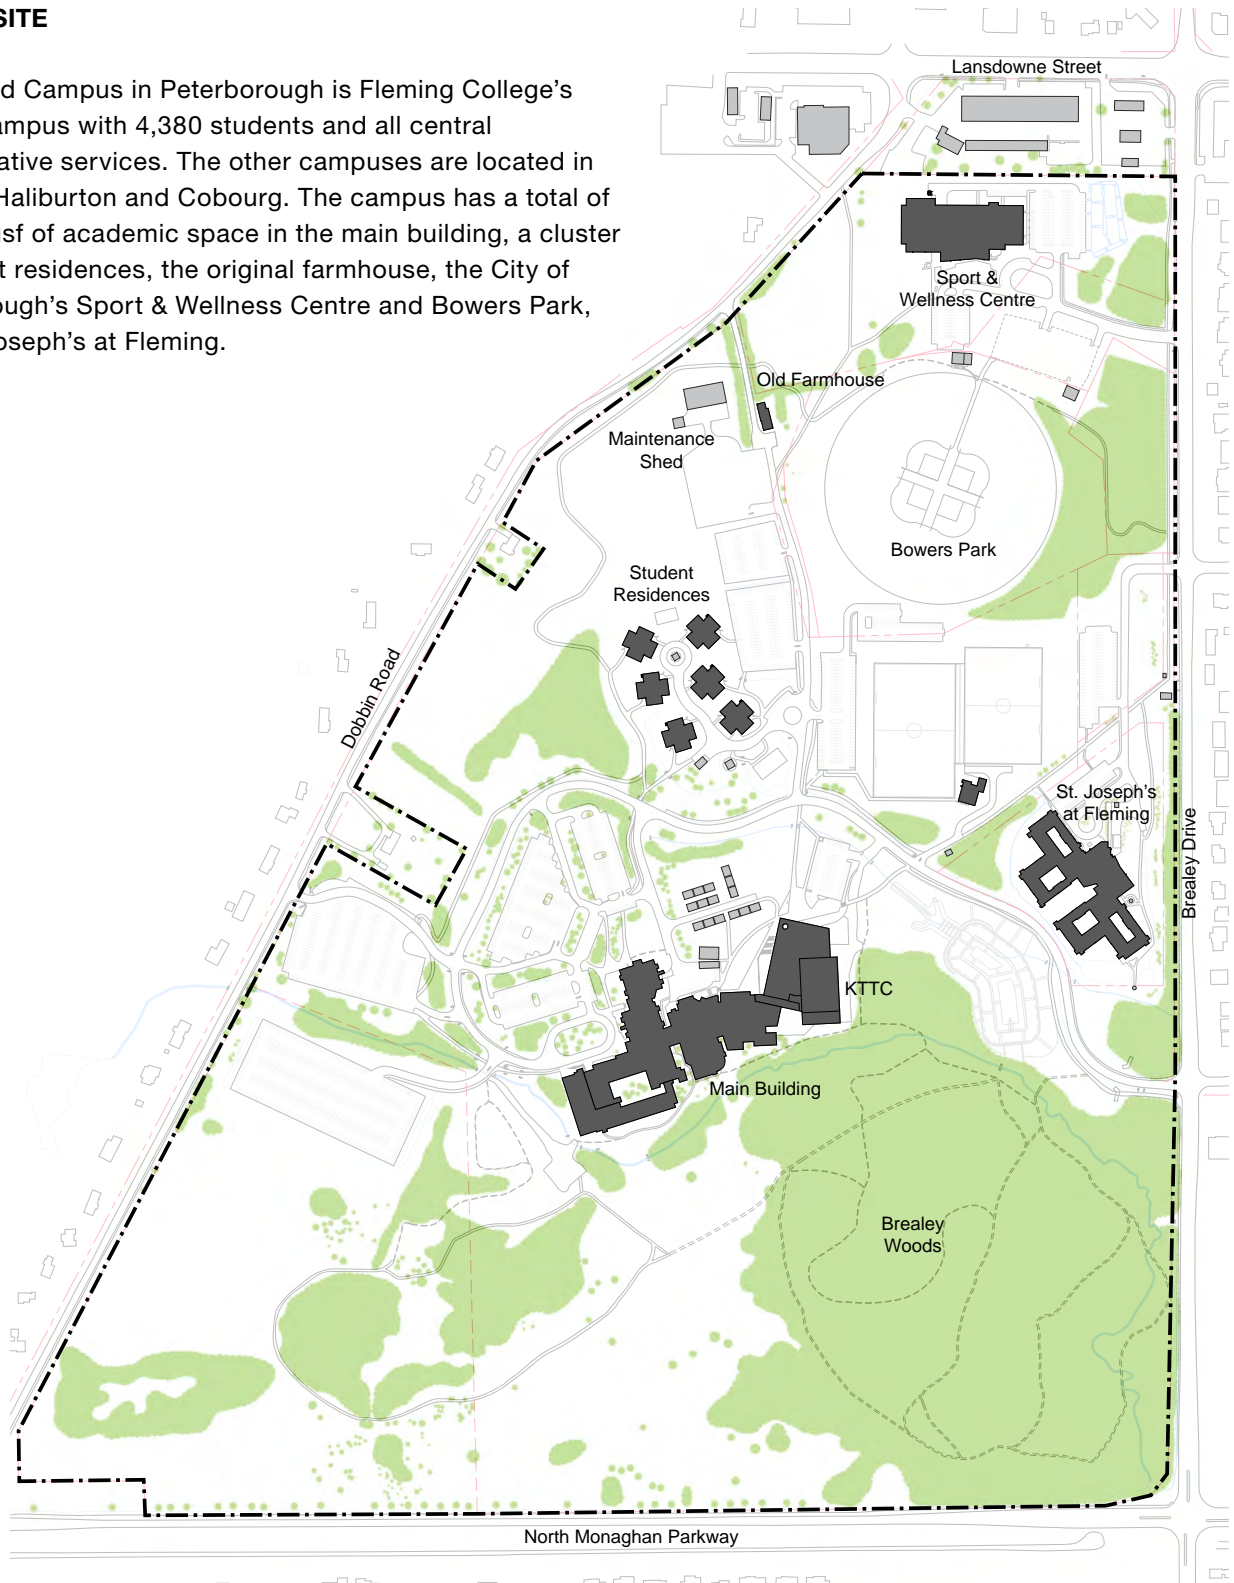 SITE
d Campus in Peterborough is Fleming College's
ampus with 4,380 students and all central
ative services. The other campuses are located in
Haliburton and Cobourg. The campus has a total of
sf of academic space in the main building, a cluster
t residences, the original farmhouse, the City of
ough's Sport & Wellness Centre and Bowers Park,
oseph's at Fleming.
Lansdowne Street
Sport &
Wellness Centre
Old Farmhouse
Maintenance
Shed
Bowers Park
Student
Residences
Dobbin Road
St. Joseph's
at Fleming
Brealey Drive
KTTC
Main Building
Brealey
Woods
North Monaghan Parkway